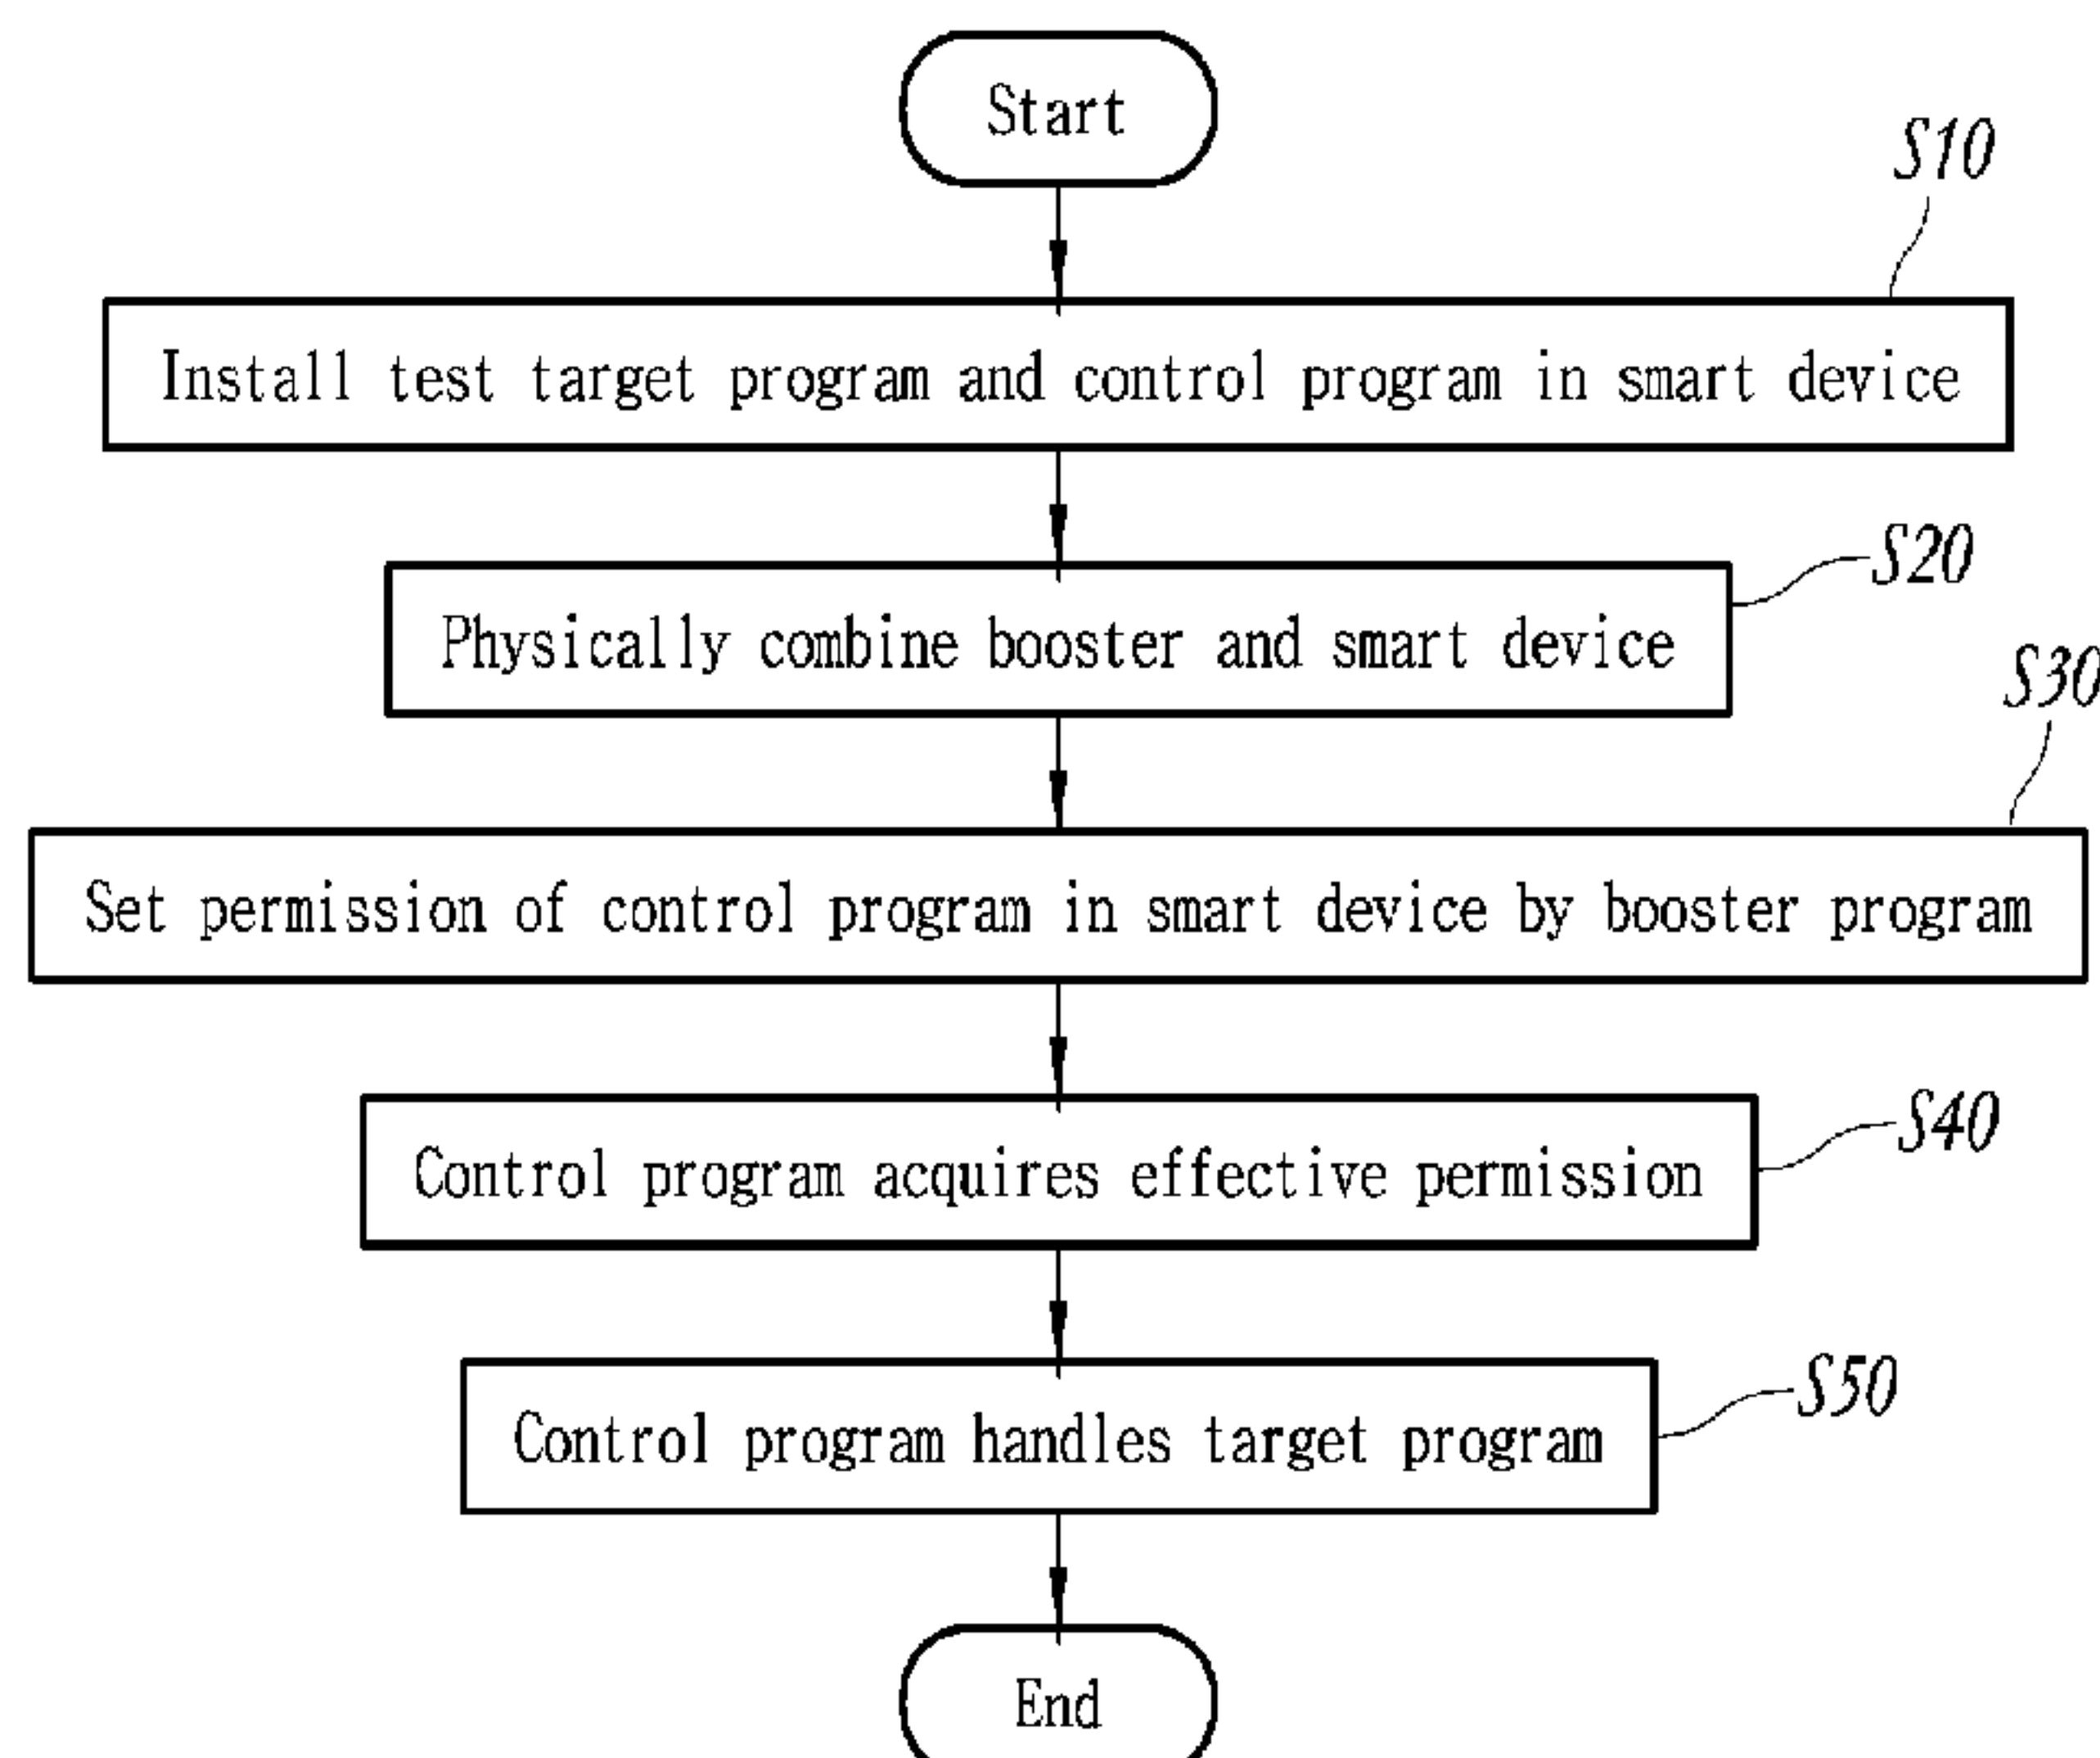 Start
S10
Install test target program and control program in smart device
S20
Physically combine booster and smart device
S30
Set permission of control program in smart device by booster program
S40
Control program acquires effective permission
S50
Control program handles target program
End